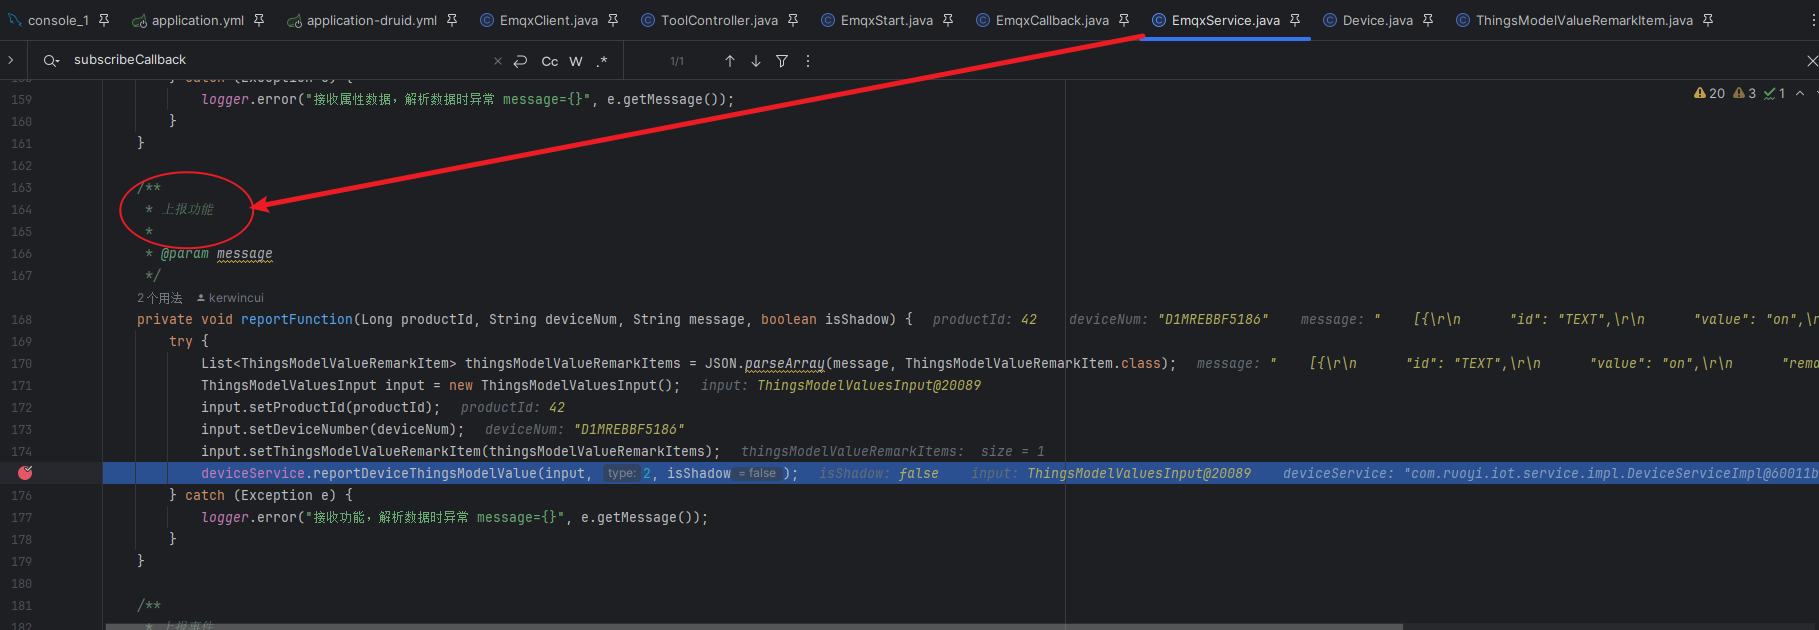 console_1 application.yml application-druid.yml EmqxClient.java ToolController.java EmqxStart.java EmqxCallback.java EmqxService.java Device.java ThingsModelValueRemarkItem.java
subscribeCallback Cc W .* 1/1
} catch (Exception e) {
159 logger.error("接收属性数据，解析数据时异常 message={}", e.getMessage()); 20 3 1
160 }
161 }
162
163 /**
164 * 上报功能
165 *
166 * @param message
167 */
2个用法 kerwincui
168 private void reportFunction(Long productId, String deviceNum, String message, boolean isShadow) { productId: 42 deviceNum: "D1MREBBF5186" message: " [{\r\n "id": "TEXT",\r\n "value": "on",\r
169 try {
170 List<ThingsModelValueRemarkItem> thingsModelValueRemarkItems = JSON.parseArray(message, ThingsModelValueRemarkItem.class); message: " [{\r\n "id": "TEXT",\r\n "value": "on",\r\n "rema
171 ThingsModelValuesInput input = new ThingsModelValuesInput(); input: ThingsModelValuesInput@20089
172 input.setProductId(productId); productId: 42
173 input.setDeviceNumber(deviceNum); deviceNum: "D1MREBBF5186"
174 input.setThingsModelValueRemarkItem(thingsModelValueRemarkItems); thingsModelValueRemarkItems: size = 1
deviceService.reportDeviceThingsModelValue(input, type: 2, isShadow = false ); isShadow: false input: ThingsModelValuesInput@20089 deviceService: "com.ruoyi.iot.service.impl.DeviceServiceImpl@60011b
176 } catch (Exception e) {
177 logger.error("接收功能，解析数据时异常 message={}", e.getMessage());
178 }
179 }
180
181 /**
182 * 上报事件